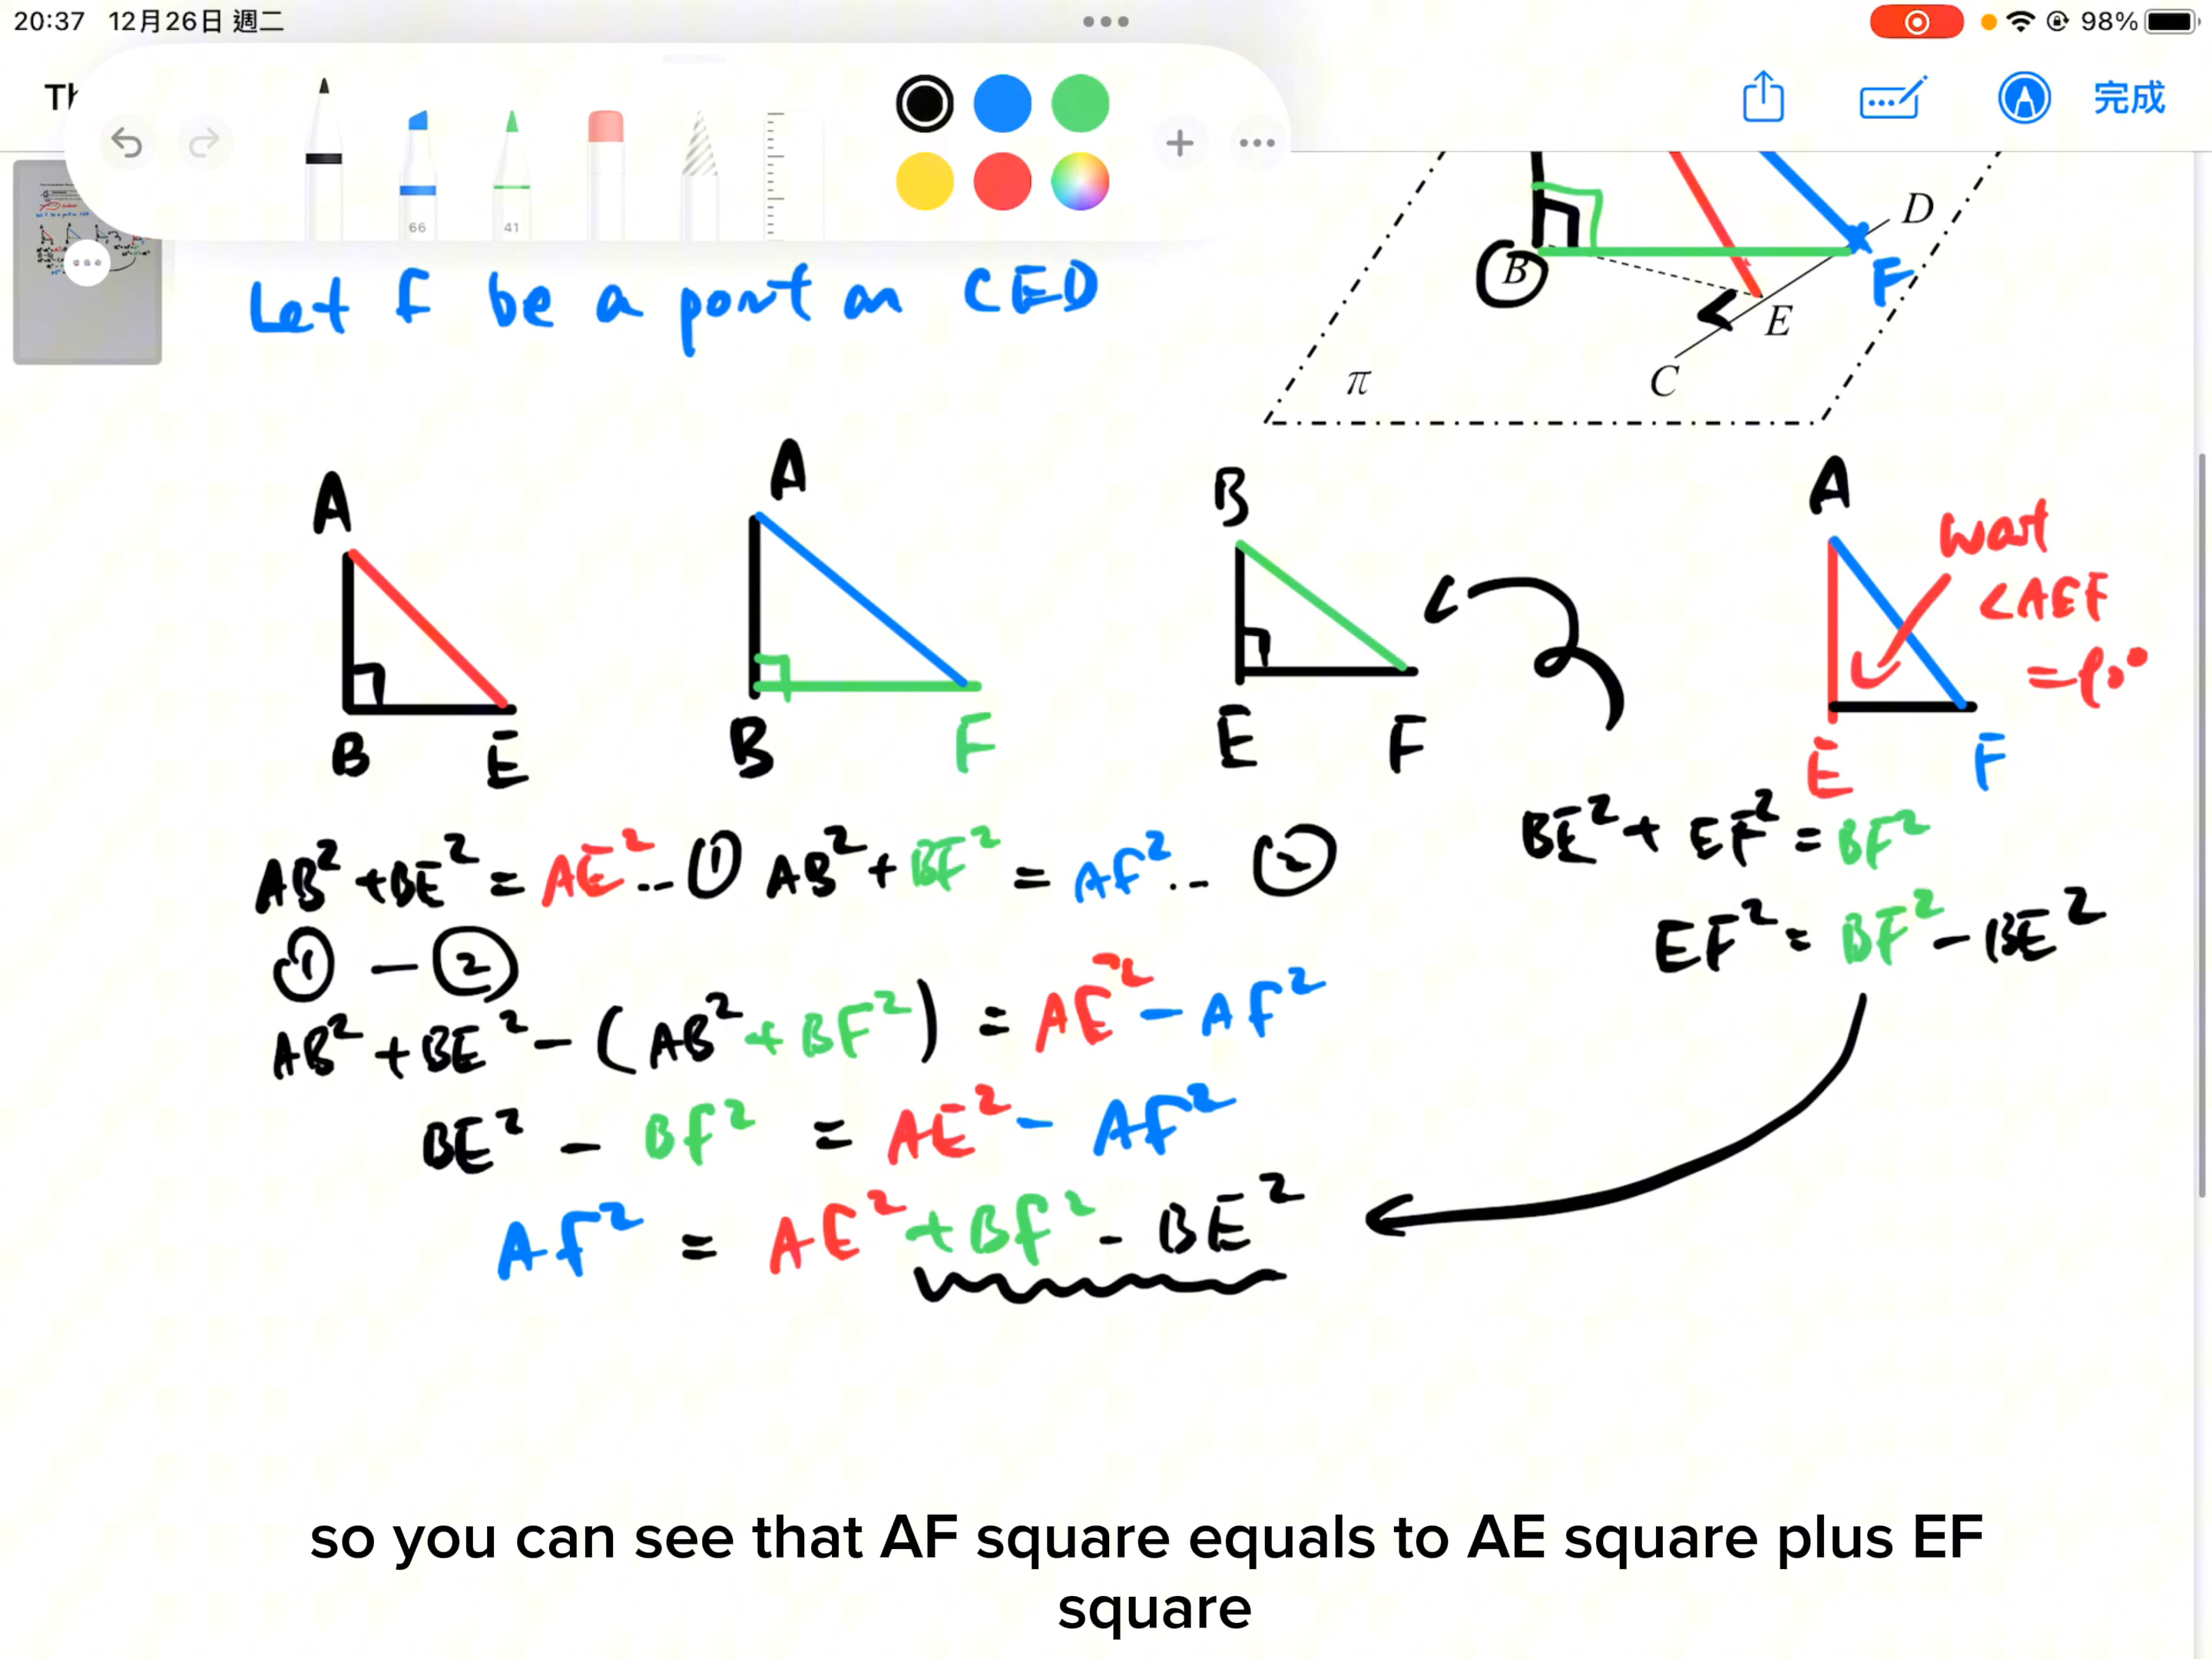 20:37 12月26日 週二
98%
完成
66
41
Let F be a point on CED
B
D
F
E
C
π
A
A
B
A
want
<AEF
= 90°
B
E
B
F
E
F
E
F
AB² + BE² = AE² -- ① AB² + BF² = AF² -- ②
BE² + EF² = BF²
EF² = BF² - BE²
① - ②
AB² + BE² - (AB² + BF²) = AE² - AF²
BE² - BF² = AE² - AF²
AF² = AE² + BF² - BE²
so you can see that AF square equals to AE square plus EF
square